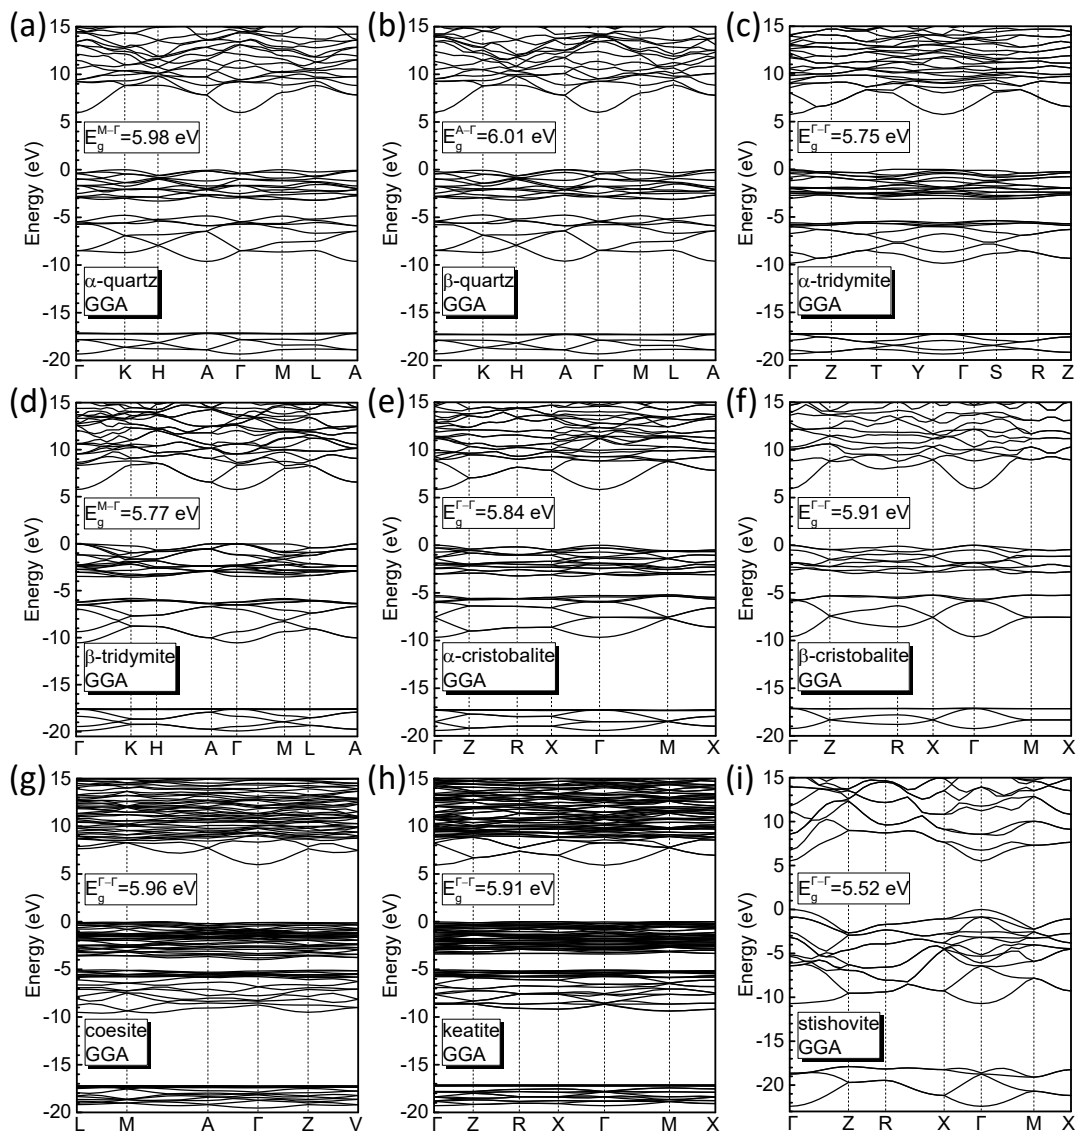 (a)
15
10
5
0
-5
-10
-15
-20
Energy (eV)
E_g^{M–Γ}=5.98 eV
α-quartz
GGA
Γ K H A Γ M L A
(b)
15
10
5
0
-5
-10
-15
-20
E_g^{A–Γ}=6.01 eV
β-quartz
GGA
Γ K H A Γ M L A
(c)
15
10
5
0
-5
-10
-15
-20
Energy (eV)
E_g^{Γ–Γ}=5.75 eV
α-tridymite
GGA
Γ Z T Y Γ S R Z
(d)
15
10
5
0
-5
-10
-15
-20
Energy (eV)
E_g^{M–Γ}=5.77 eV
β-tridymite
GGA
Γ K H A Γ M L A
(e)
15
10
5
0
-5
-10
-15
-20
E_g^{Γ–Γ}=5.84 eV
α-cristobalite
GGA
Γ Z R X Γ M X
(f)
15
10
5
0
-5
-10
-15
-20
Energy (eV)
E_g^{Γ–Γ}=5.91 eV
β-cristobalite
GGA
Γ Z R X Γ M X
(g)
15
10
5
0
-5
-10
-15
-20
Energy (eV)
E_g^{Γ–Γ}=5.96 eV
coesite
GGA
L M A Γ Z V
(h)
15
10
5
0
-5
-10
-15
-20
E_g^{Γ–Γ}=5.91 eV
keatite
GGA
Γ Z R X Γ M X
(i)
15
10
5
0
-5
-10
-15
-20
Energy (eV)
E_g^{Γ–Γ}=5.52 eV
stishovite
GGA
Γ Z R X Γ M X